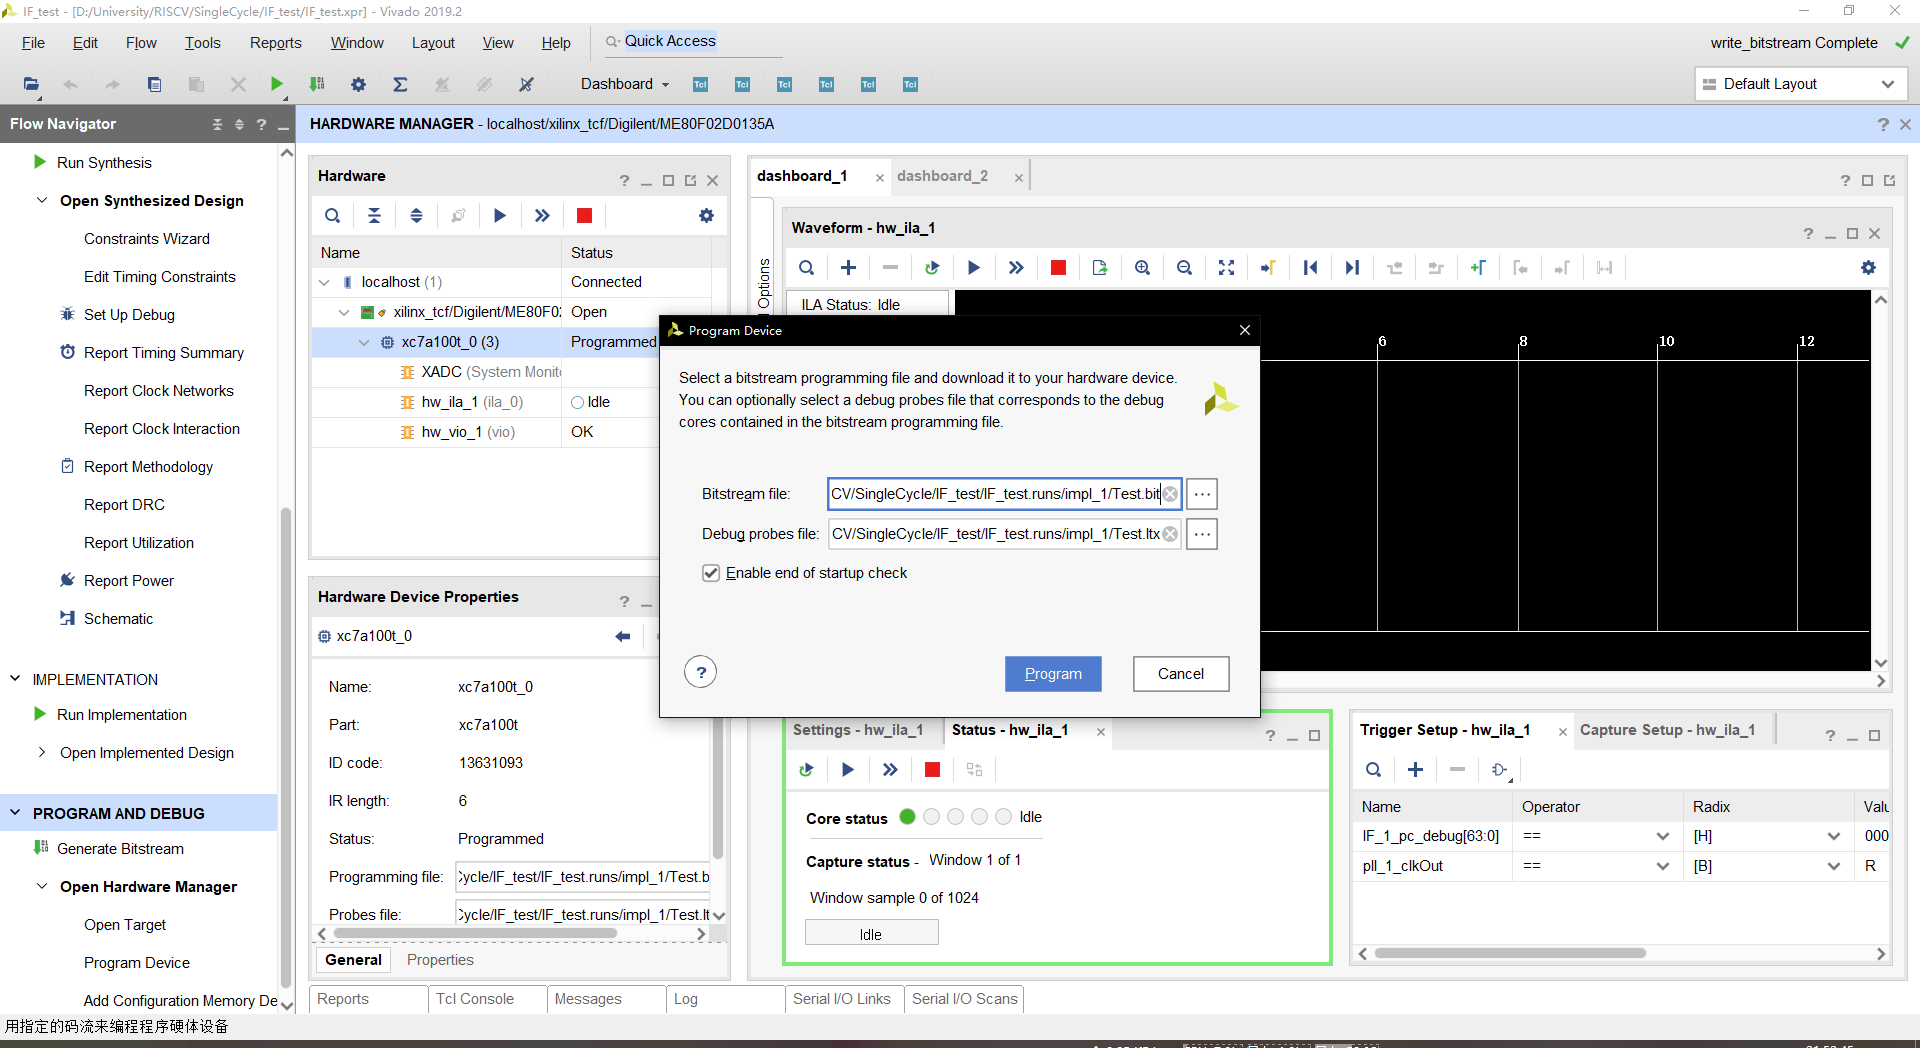 IF_test - [D:/University/RISCV/SingleCycle/IF_test/IF_test.xpr] - Vivado 2019.2
File Edit Flow Tools Reports Window Layout View Help Quick Access
write_bitstream Complete
Dashboard Tcl Tcl Tcl Tcl Tcl Tcl
Default Layout
Flow Navigator
HARDWARE MANAGER - localhost/xilinx_tcf/Digilent/ME80F02D0135A
Run Synthesis
Open Synthesized Design
Constraints Wizard
Edit Timing Constraints
Set Up Debug
Report Timing Summary
Report Clock Networks
Report Clock Interaction
Report Methodology
Report DRC
Report Utilization
Report Power
Schematic
IMPLEMENTATION
Run Implementation
Open Implemented Design
PROGRAM AND DEBUG
Generate Bitstream
Open Hardware Manager
Open Target
Program Device
Add Configuration Memory De
Hardware
Name Status
localhost (1) Connected
xilinx_tcf/Digilent/ME80F02 Open
xc7a100t_0 (3) Programmed
XADC (System Monito
hw_ila_1 (ila_0) Idle
hw_vio_1 (vio) OK
Hardware Device Properties
xc7a100t_0
Name: xc7a100t_0
Part: xc7a100t
ID code: 13631093
IR length: 6
Status: Programmed
Programming file: ycle/IF_test/IF_test.runs/impl_1/Test.b
Probes file: ycle/IF_test/IF_test.runs/impl_1/Test.lt
General Properties
dashboard_1 dashboard_2
Options
Waveform - hw_ila_1
ILA Status: Idle
6 8 10 12
Program Device
Select a bitstream programming file and download it to your hardware device.
You can optionally select a debug probes file that corresponds to the debug
cores contained in the bitstream programming file.
Bitstream file: CV/SingleCycle/IF_test/IF_test.runs/impl_1/Test.bit
Debug probes file: CV/SingleCycle/IF_test/IF_test.runs/impl_1/Test.ltx
Enable end of startup check
Program Cancel
Settings - hw_ila_1 Status - hw_ila_1
Core status Idle
Capture status - Window 1 of 1
Window sample 0 of 1024
Idle
Trigger Setup - hw_ila_1 Capture Setup - hw_ila_1
Name Operator Radix Valu
IF_1_pc_debug[63:0] == [H] 000
pll_1_clkOut == [B] R
Reports Tcl Console Messages Log Serial I/O Links Serial I/O Scans
用指定的码流来编程程序硬体设备